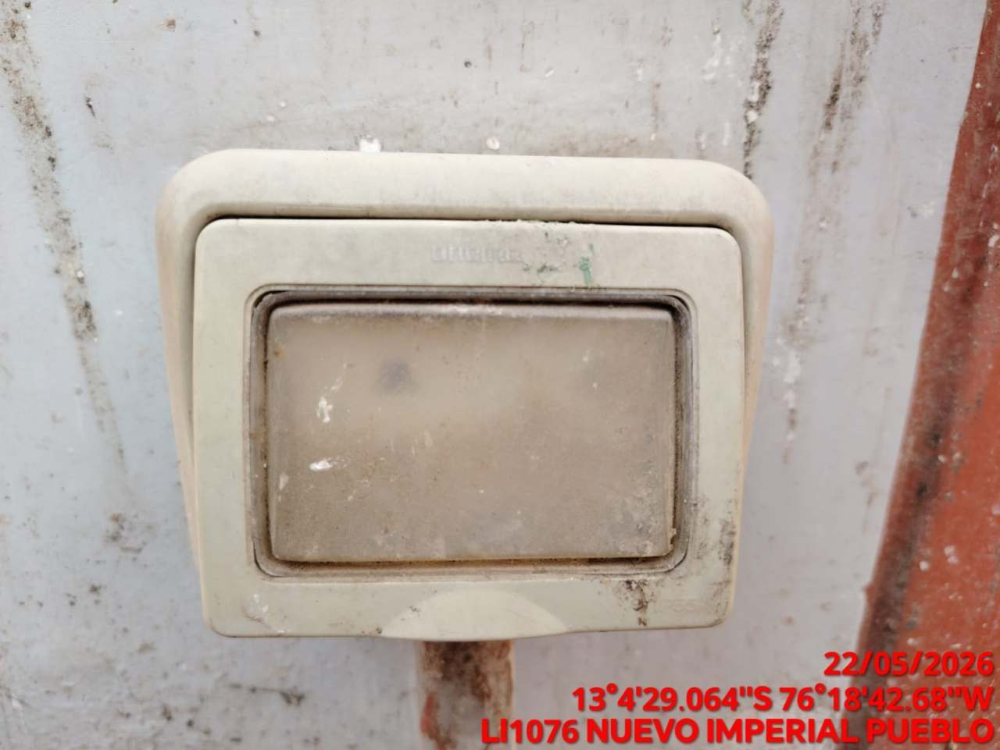 22/05/2026
13°4'29.064"S 76°18'42.68"W
LI1076 NUEVO IMPERIAL PUEBLO